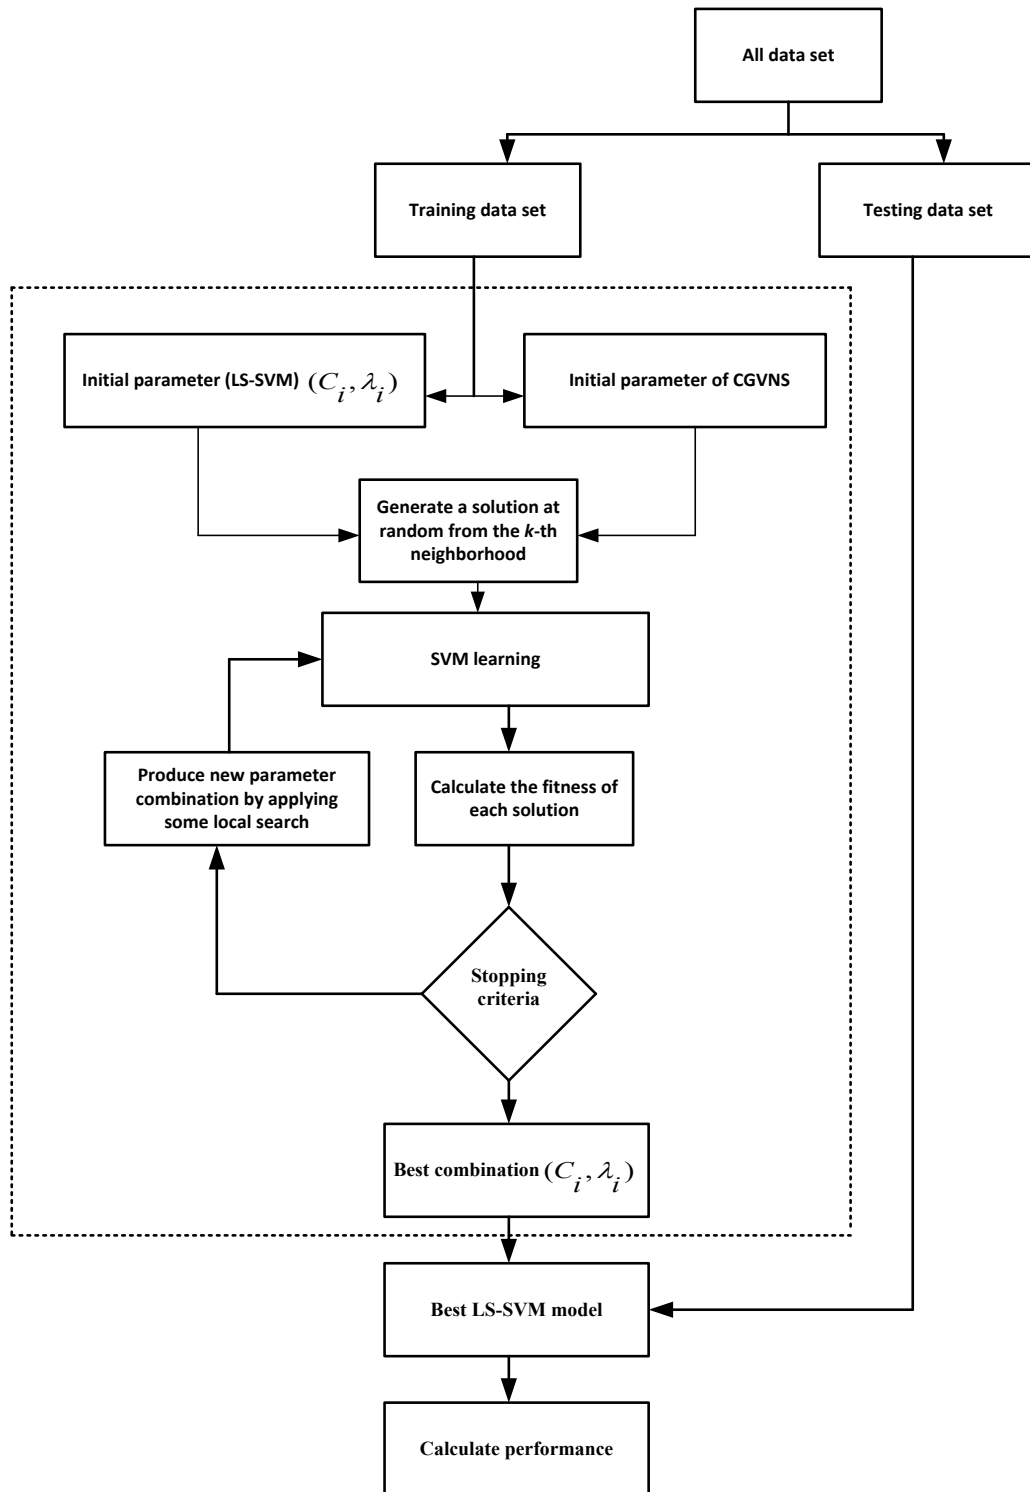 All data set
Training data set
Testing data set
Initial parameter (LS-SVM) (C_i, λ_i)
Initial parameter of CGVNS
Generate a solution at
random from the k-th
neighborhood
SVM learning
Produce new parameter
combination by applying
some local search
Calculate the fitness of
each solution
Stopping
criteria
Best combination (C_i, λ_i)
Best LS-SVM model
Calculate performance